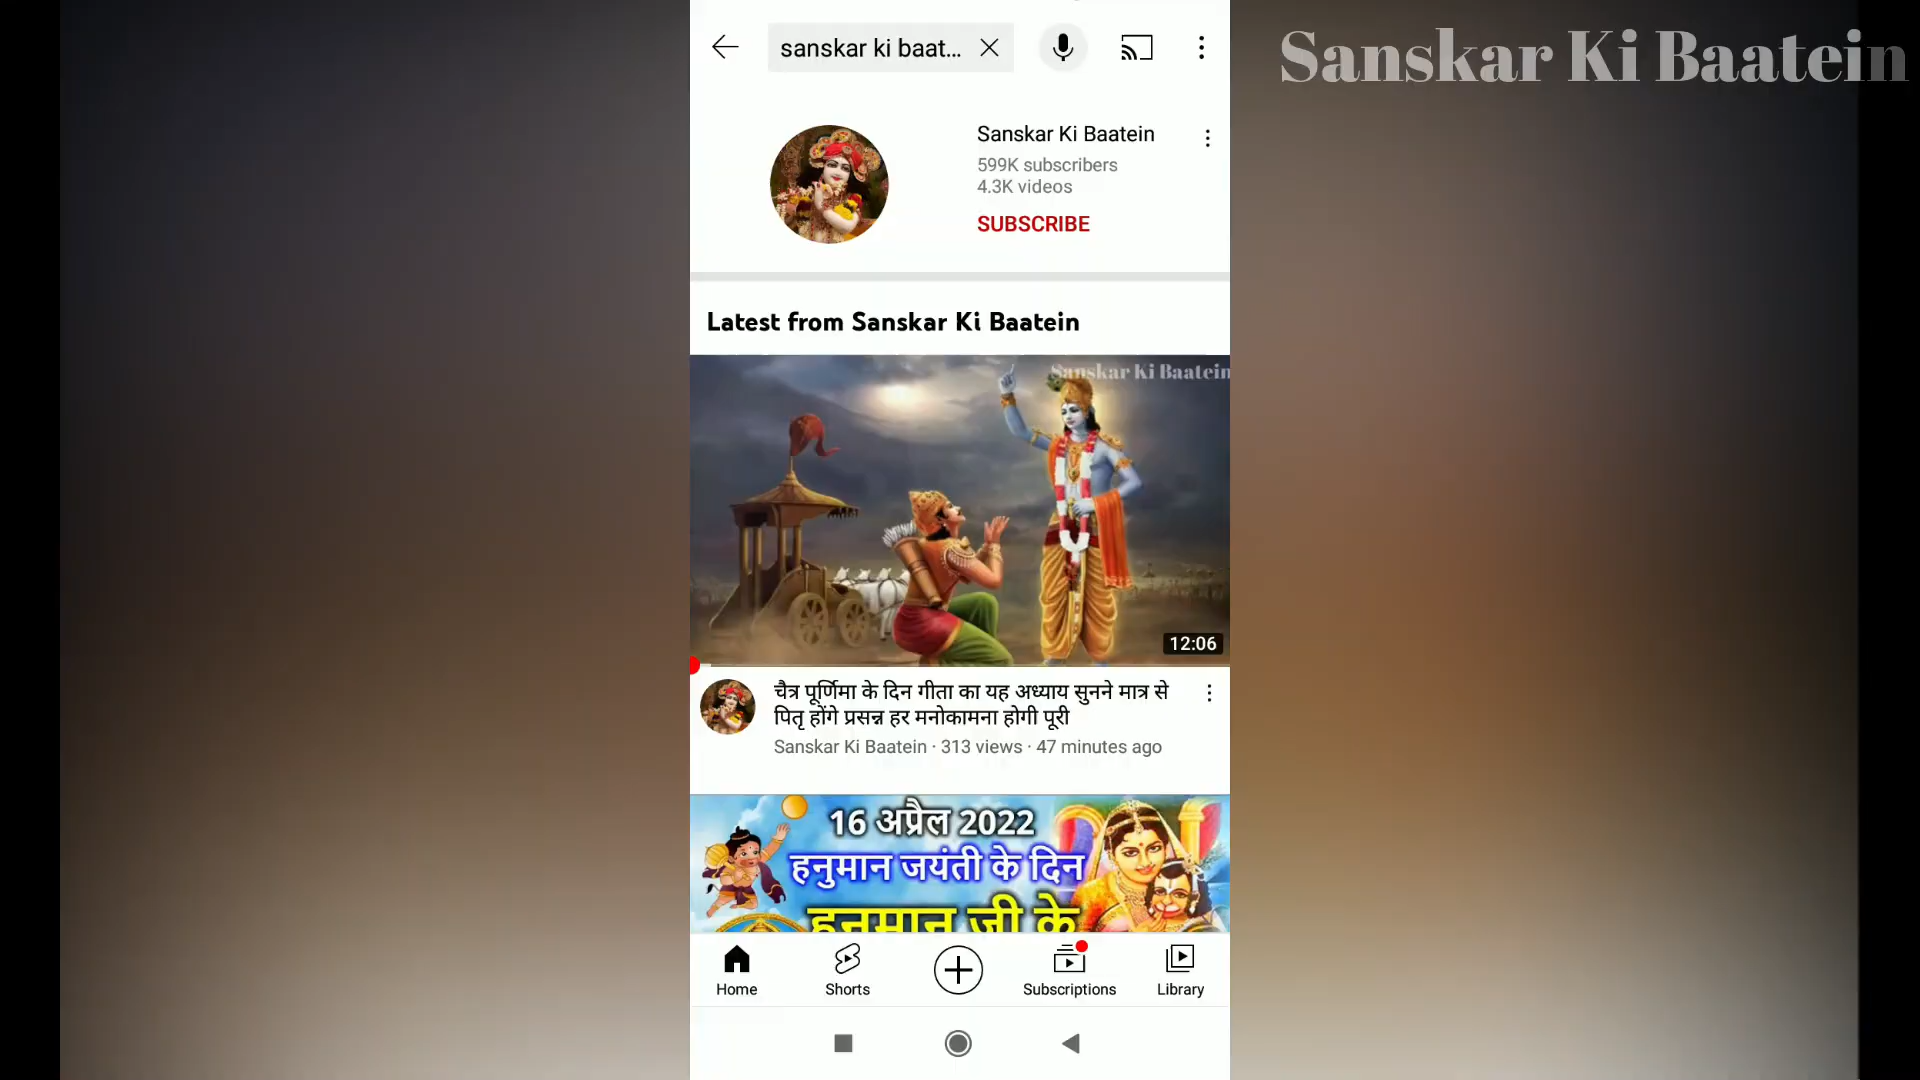 sanskar ki baat...
Sanskar Ki Baatein
Sanskar Ki Baatein
599K subscribers
4.3K videos
SUBSCRIBE
Latest from Sanskar Ki Baatein
Sanskar Ki Baatein
12:06
चैत्र पूर्णिमा के दिन गीता का यह अध्याय सुनने मात्र से
पितृ होंगे प्रसन्न हर मनोकामना होगी पूरी
Sanskar Ki Baatein · 313 views · 47 minutes ago
16 अप्रैल 2022
हनुमान जयंती के दिन
हनुमान जी के
Home
Shorts
Subscriptions
Library